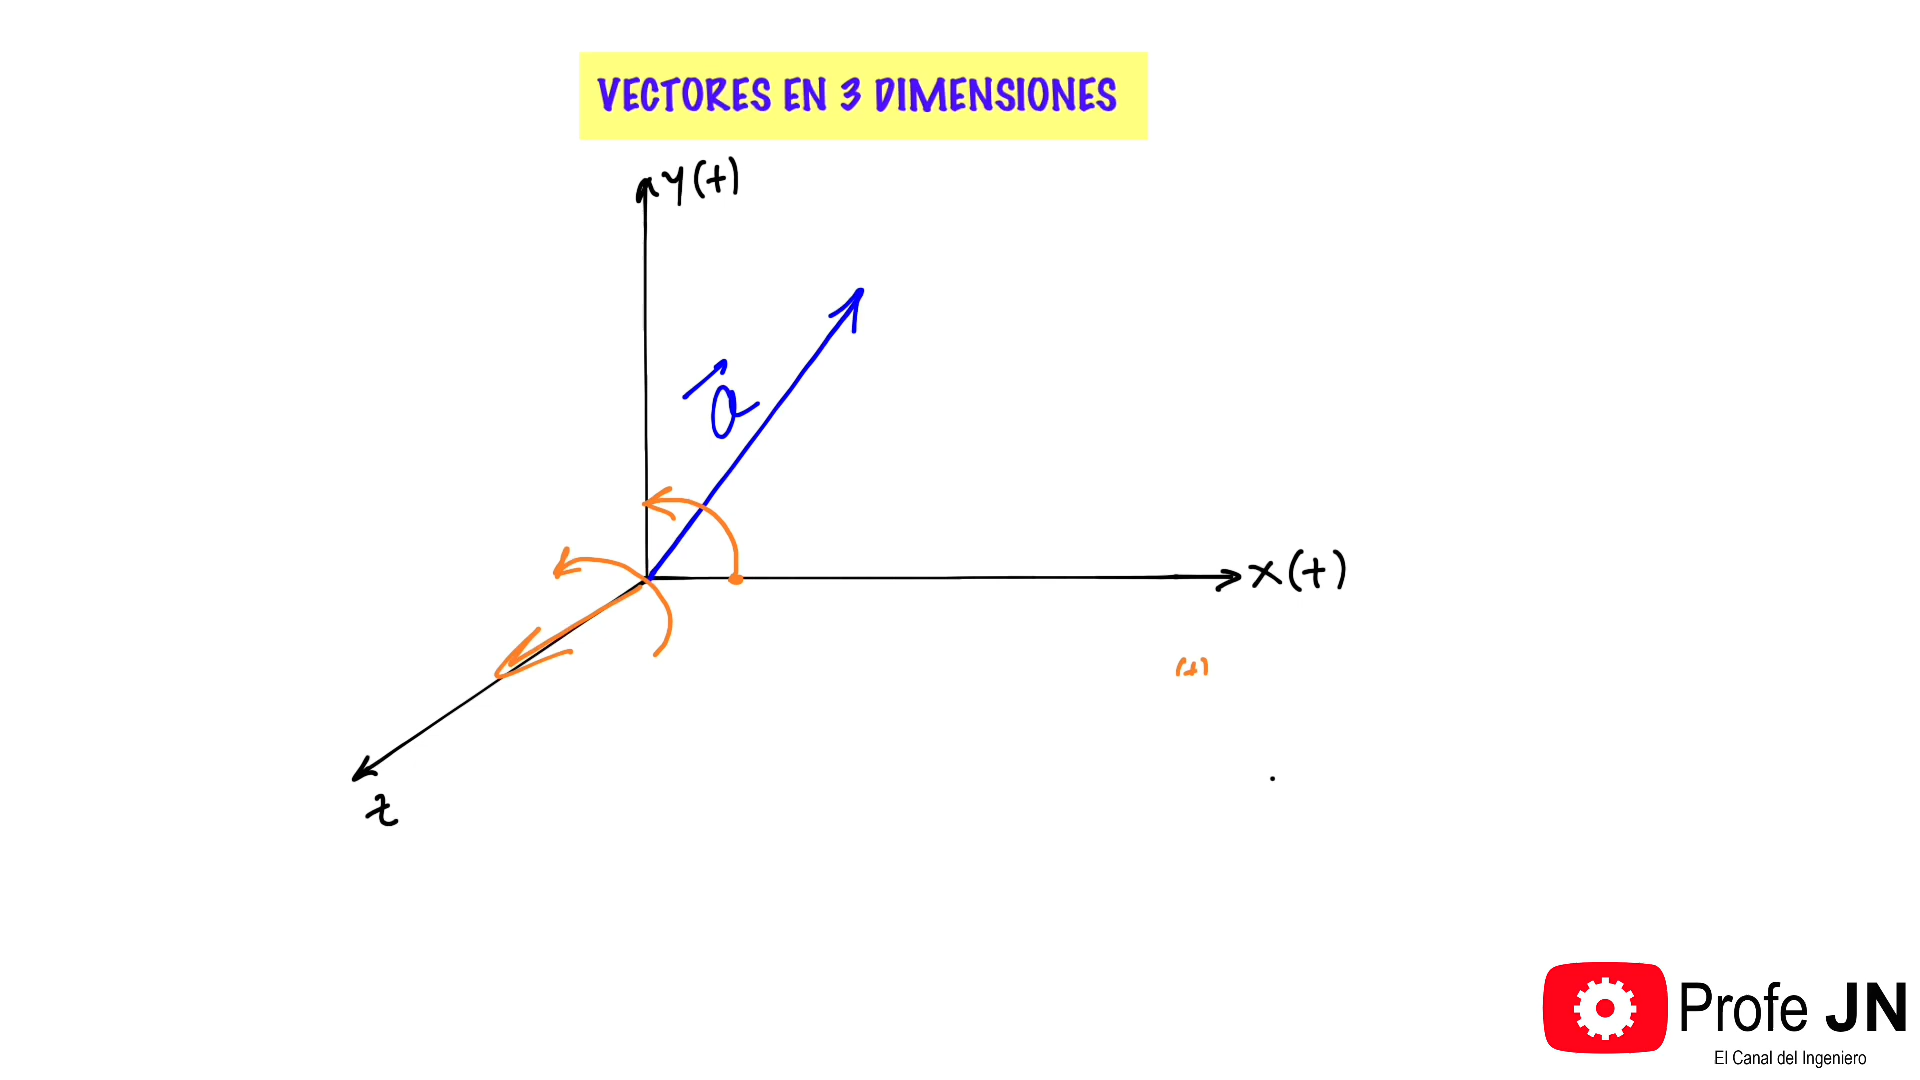 VECTORES EN 3 DIMENSIONES
y(+)
a
x(+)
(+)
z
Profe JN
El Canal del Ingeniero